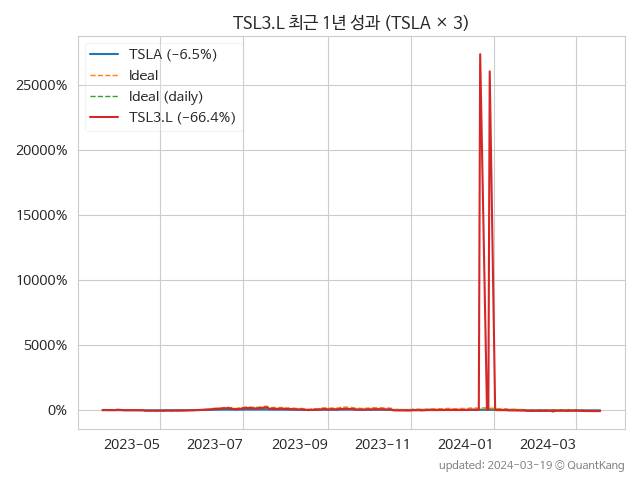 TSL3.L 최근 1년 성과 (TSLA × 3)
TSLA (-6.5%)
Ideal
Ideal (daily)
TSL3.L (-66.4%)
25000%
20000%
15000%
10000%
5000%
0%
2023-05 2023-07 2023-09 2023-11 2024-01 2024-03
updated: 2024-03-19 © QuantKang